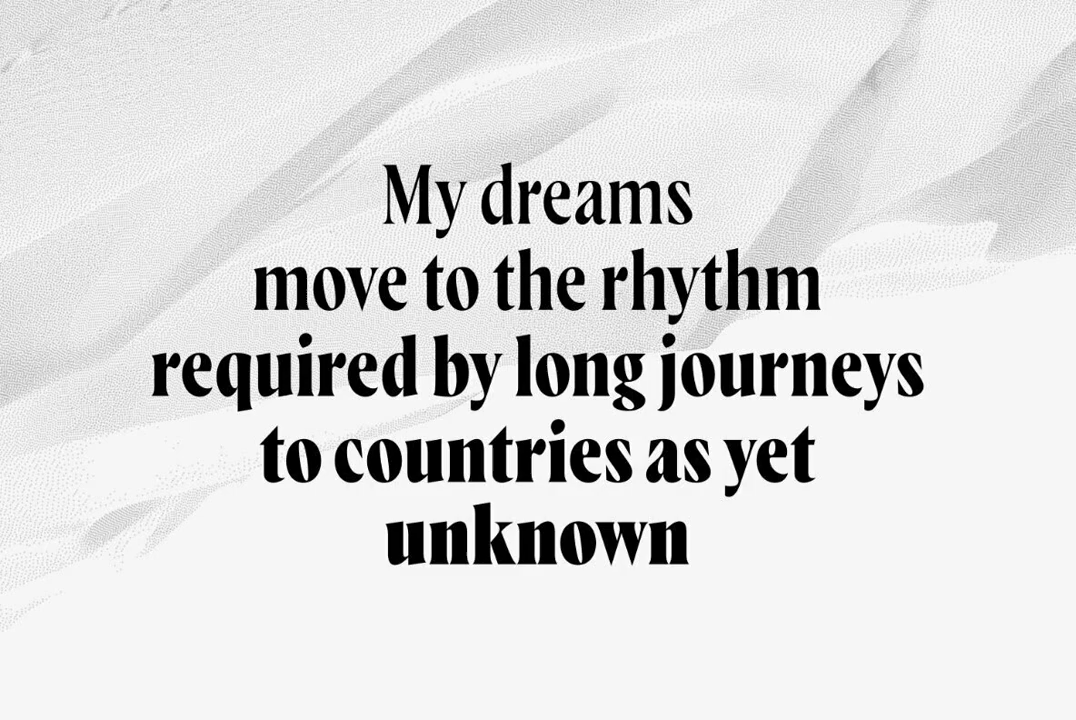 My dreams
move to the rhythm
required by long journeys
to countries as yet
unknown